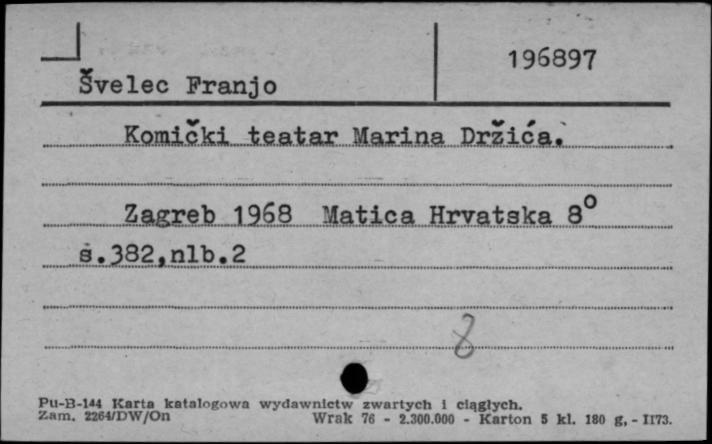 196897
Švelec Franjo
Komički teatar Marina Držića.
Zagreb 1968 Matica Hrvatska 8°
s.382,nlb.2
8
Pu-B-144 Karta katalogowa wydawnictw zwartych i ciągłych.
Zam. 2264/DW/On Wrak 76 - 2.300.000 - Karton 5 kl. 180 g, - II73.